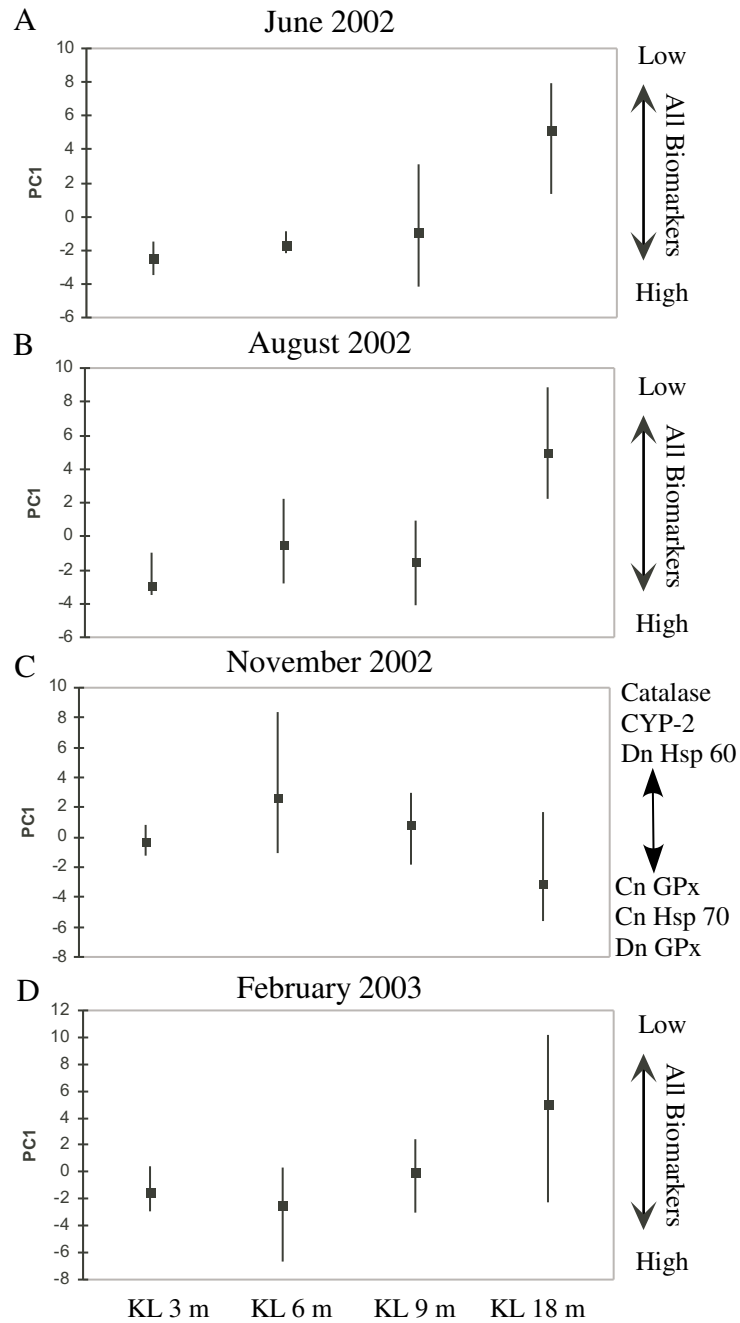 A
June 2002
10
8
6
4
2
0
-2
-4
-6
PC1
Low
All Biomarkers
High
B
August 2002
10
8
6
4
2
0
-2
-4
-6
PC1
Low
All Biomarkers
High
C
November 2002
10
8
6
4
2
0
-2
-4
-6
-8
PC1
Catalase
CYP-2
Dn Hsp 60
Cn GPx
Cn Hsp 70
Dn GPx
D
February 2003
12
10
8
6
4
2
0
-2
-4
-6
-8
PC1
Low
All Biomarkers
High
KL 3 m KL 6 m KL 9 m KL 18 m